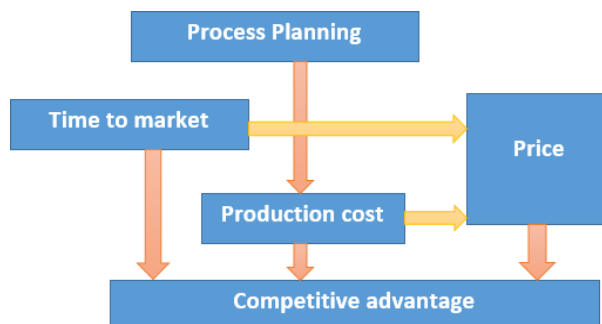 Process Planning
Time to market
Price
Production cost
Competitive advantage